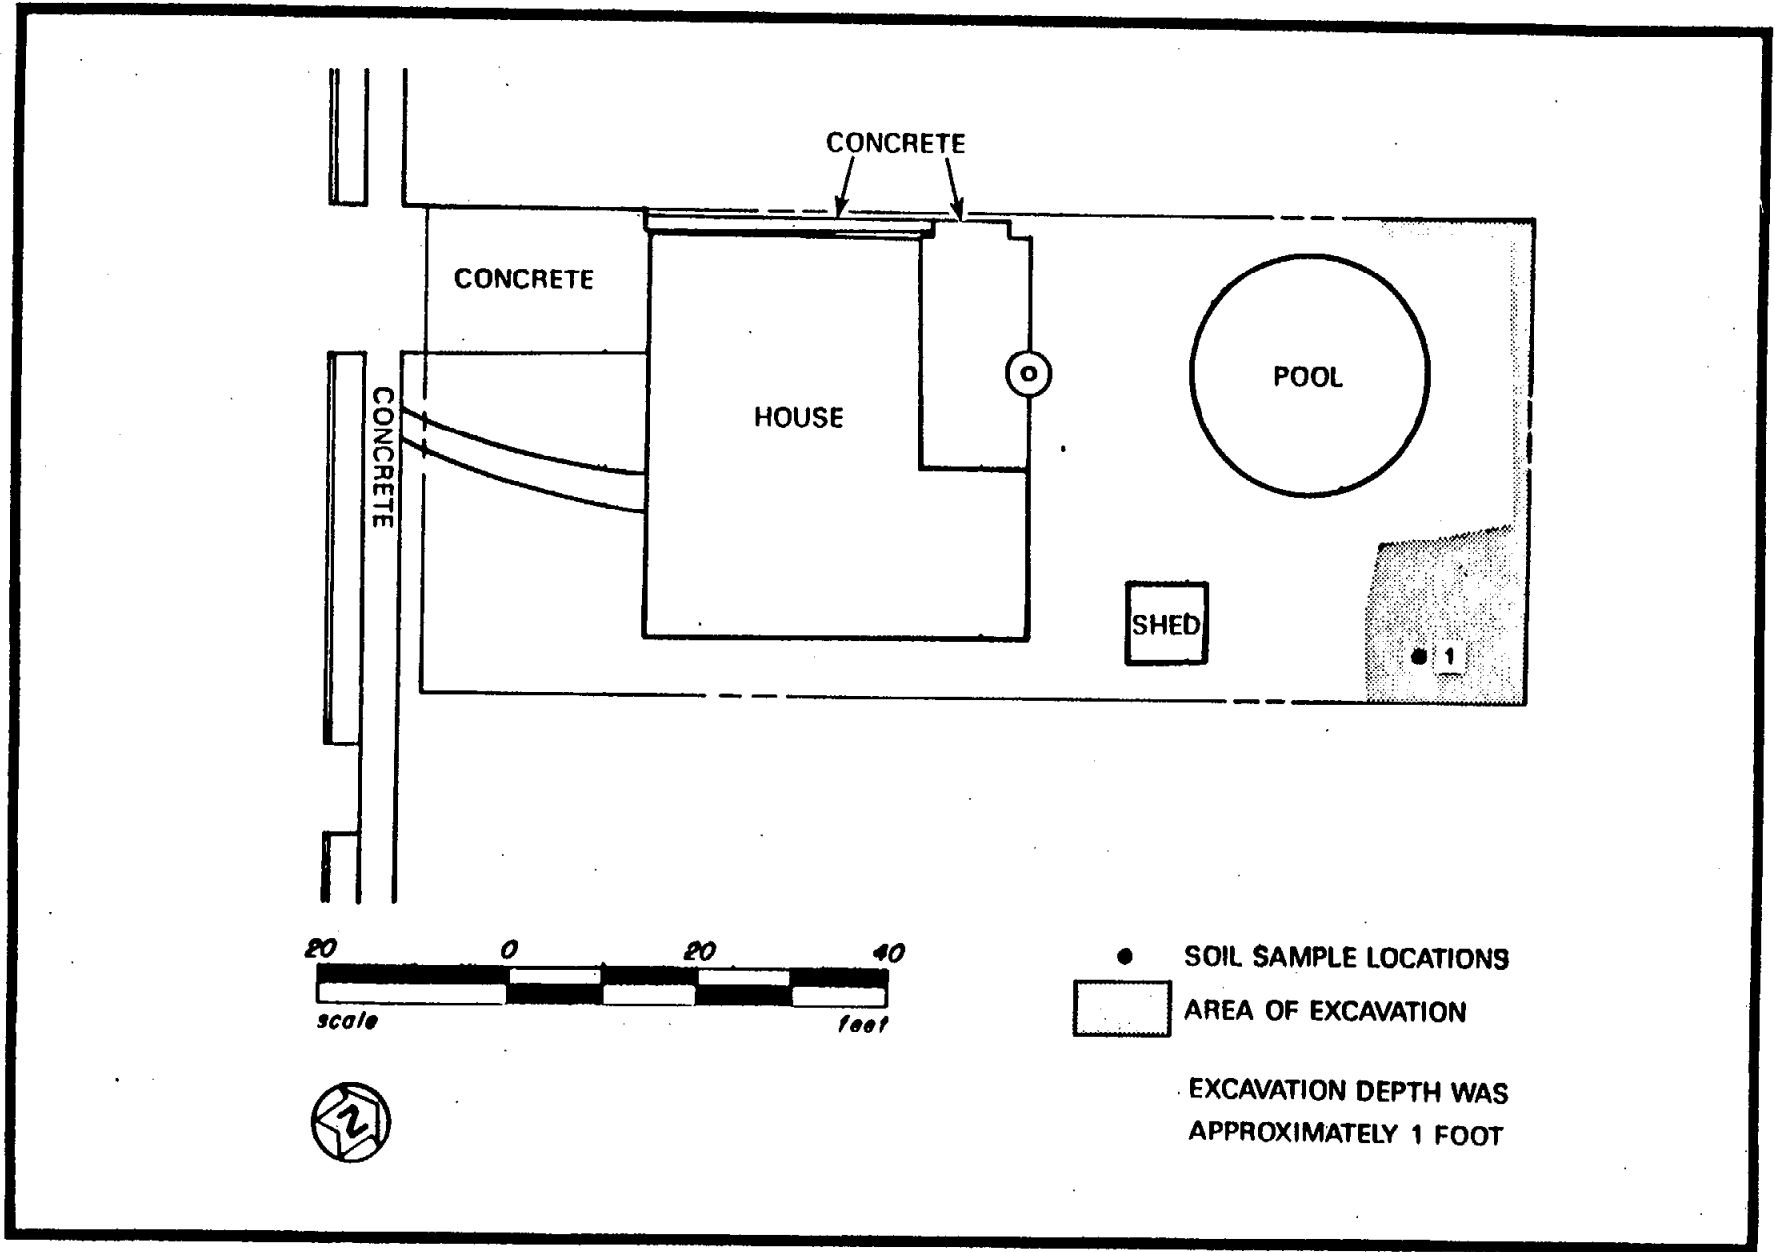 CONCRETE
CONCRETE
CONCRETE
POOL
HOUSE
SHED
1
20 0 20 40
scale feet
SOIL SAMPLE LOCATIONS
AREA OF EXCAVATION
EXCAVATION DEPTH WAS
APPROXIMATELY 1 FOOT
N